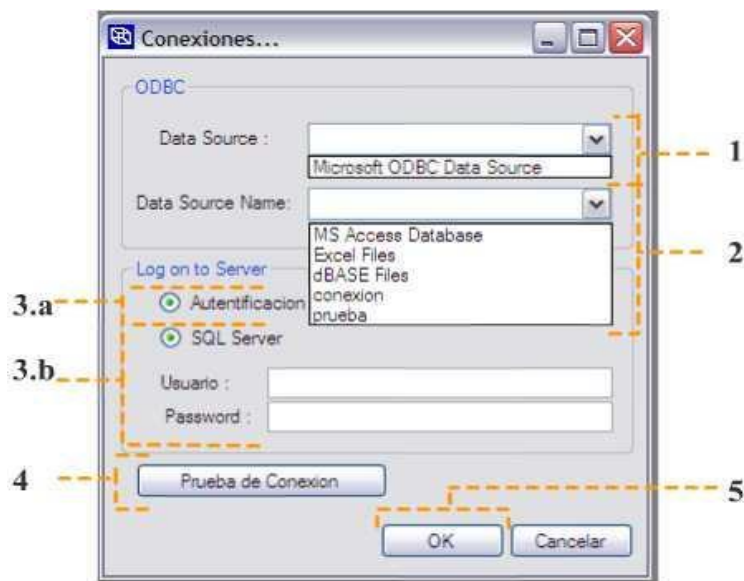 Conexiones...
ODBC
Data Source :
1
Microsoft ODBC Data Source
Data Source Name:
2
MS Access Database
Excel Files
dBASE Files
conexion
prueba
Log on to Server
3.a
Autentificacion
3.b
SQL Server
Usuario :
Password :
4
Prueba de Conexion
5
OK
Cancelar